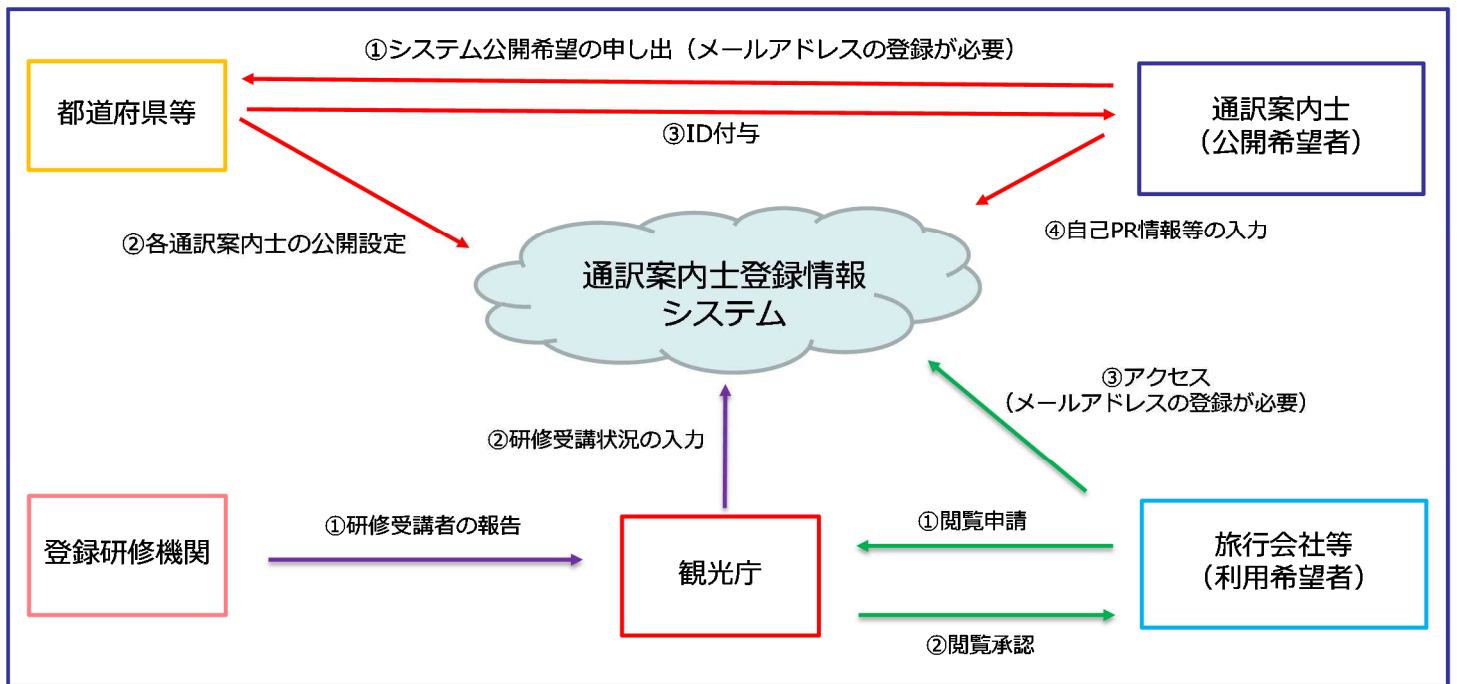 ①システム公開希望の申し出（メールアドレスの登録が必要）
都道府県等
通訳案内士
（公開希望者）
③ID付与
②各通訳案内士の公開設定
④自己PR情報等の入力
通訳案内士登録情報
システム
③アクセス
（メールアドレスの登録が必要）
②研修受講状況の入力
登録研修機関
①研修受講者の報告
観光庁
①閲覧申請
旅行会社等
（利用希望者）
②閲覧承認